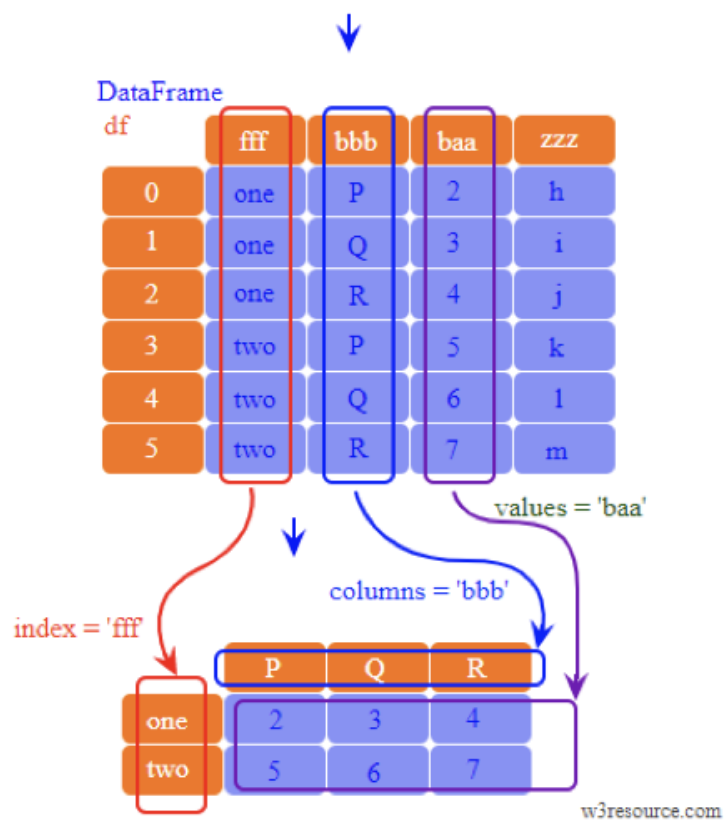 DataFrame
df
fff bbb baa zzz
0 one P 2 h
1 one Q 3 i
2 one R 4 j
3 two P 5 k
4 two Q 6 l
5 two R 7 m
values = 'baa'
columns = 'bbb'
index = 'fff'
P Q R
one 2 3 4
two 5 6 7
w3resource.com